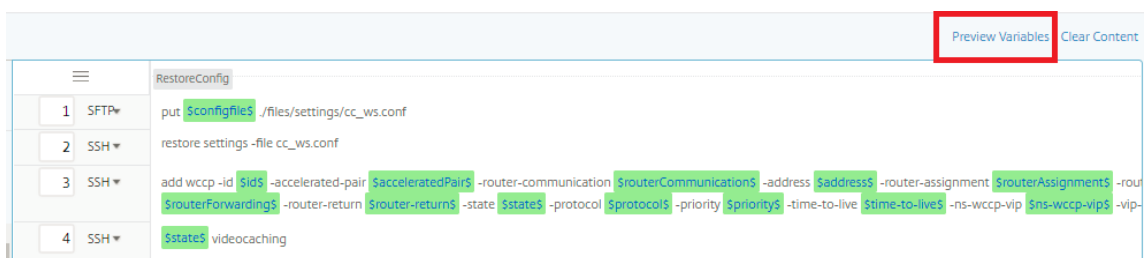 Preview Variables Clear Content
RestoreConfig
1 SFTP put $configfile$ ./files/settings/cc_ws.conf
2 SSH restore settings -file cc_ws.conf
3 SSH add wccp -id $id$ -accelerated-pair $acceleratedPair$ -router-communication $routerCommunication$ -address $address$ -router-assignment $routerAssignment$ -rout
$routerForwarding$ -router-return $router-return$ -state $state$ -protocol $protocol$ -priority $priority$ -time-to-live $time-to-live$ -ns-wccp-vip $ns-wccp-vip$ -vip-
4 SSH $state$ videocaching